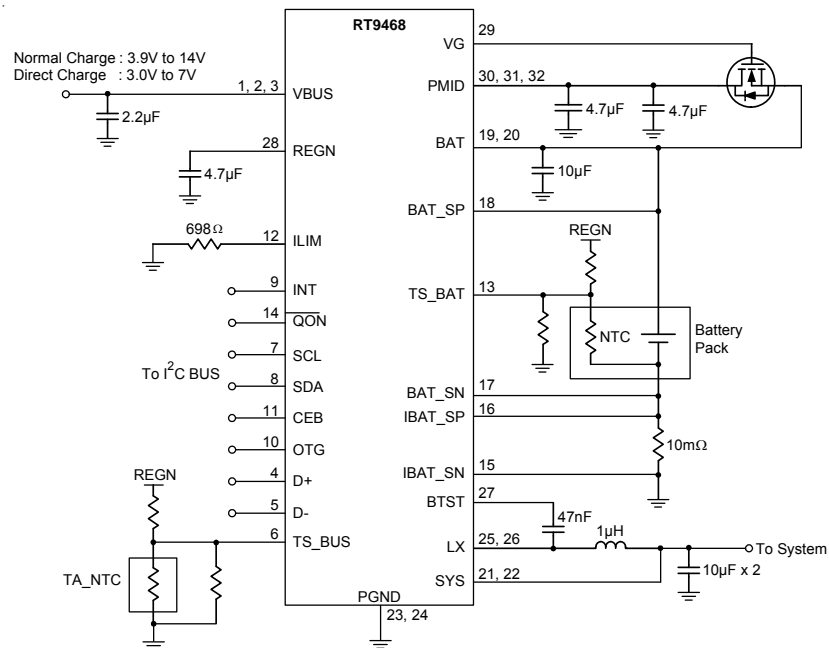 RT9468
Normal Charge : 3.9V to 14V
Direct Charge : 3.0V to 7V
1, 2, 3
VBUS
2.2µF
28
REGN
4.7µF
698Ω
12
ILIM
9
INT
14
QON
7
SCL
To I²C BUS
8
SDA
11
CEB
10
OTG
4
D+
5
D-
REGN
6
TS_BUS
TA_NTC
PGND
23, 24
29
VG
30, 31, 32
PMID
4.7µF
4.7µF
19, 20
BAT
10µF
18
BAT_SP
REGN
13
TS_BAT
NTC
Battery
Pack
17
BAT_SN
16
IBAT_SP
10mΩ
15
IBAT_SN
27
BTST
47nF
1µH
25, 26
LX
To System
21, 22
SYS
10µF x 2